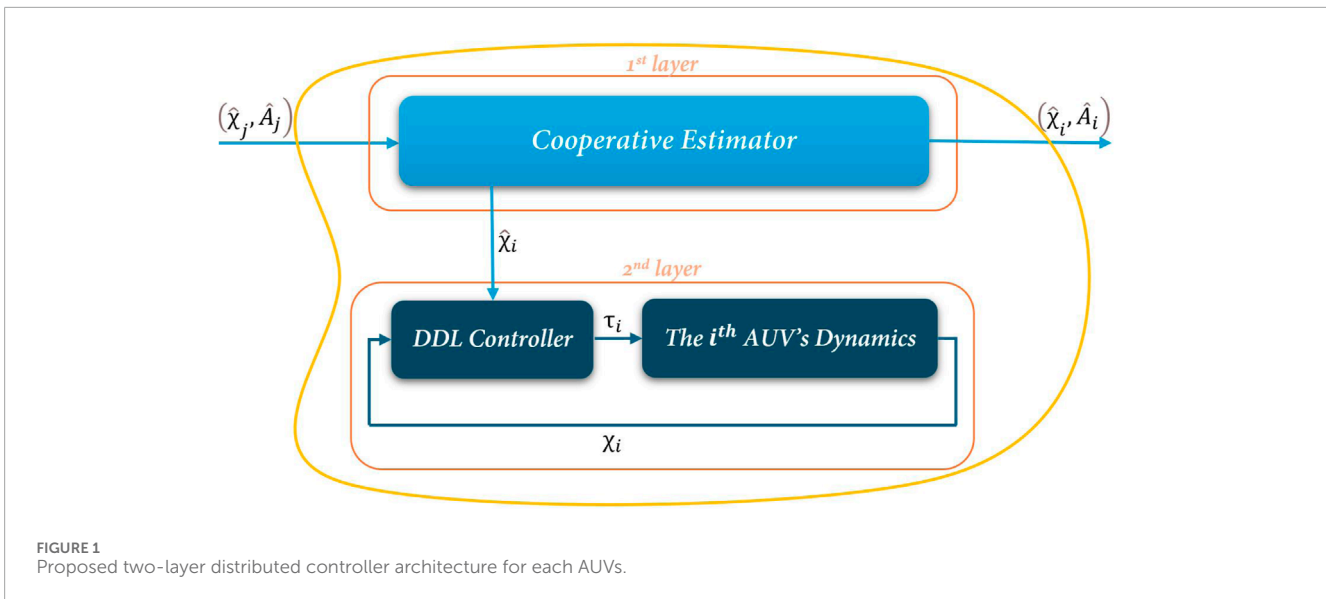 1st layer
(χ̂j, Âj)
(χ̂i, Âi)
Cooperative Estimator
χ̂i
2nd layer
DDL Controller
τi
The ith AUV's Dynamics
χi
FIGURE 1
Proposed two-layer distributed controller architecture for each AUVs.